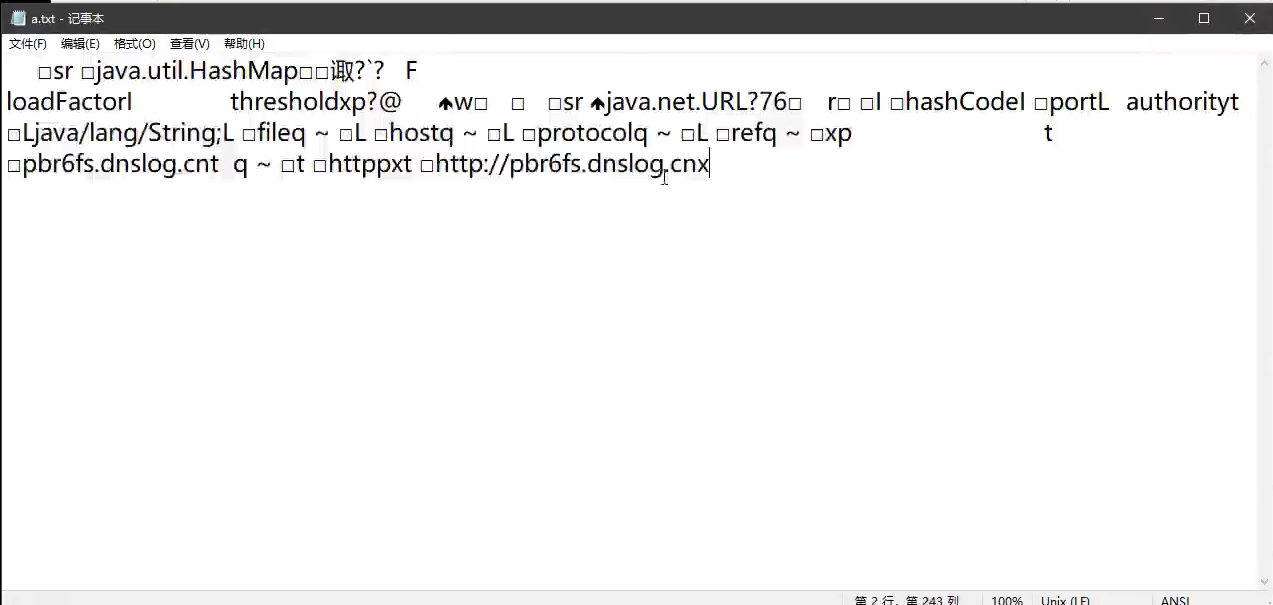 a.txt - 记事本
文件(F) 编辑(E) 格式(O) 查看(V) 帮助(H)
□sr □java.util.HashMap□□诹?`? F
loadFactorI thresholdxp?@ ♠w□ □ □sr ♠java.net.URL?76□ r□ □I □hashCodeI □portL authorityt
□Ljava/lang/String;L □fileq ~ □L □hostq ~ □L □protocolq ~ □L □refq ~ □xp t
□pbr6fs.dnslog.cnt q ~ □t □httppxt □http://pbr6fs.dnslog.cnx
第 2 行，第 243 列 100% Unix (LF) ANSI